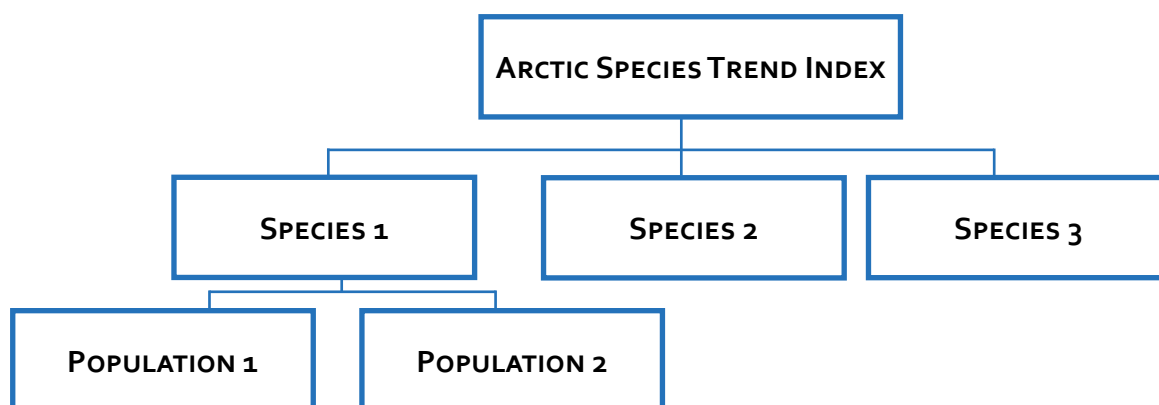 Arctic Species Trend Index
Species 1
Species 2
Species 3
Population 1
Population 2